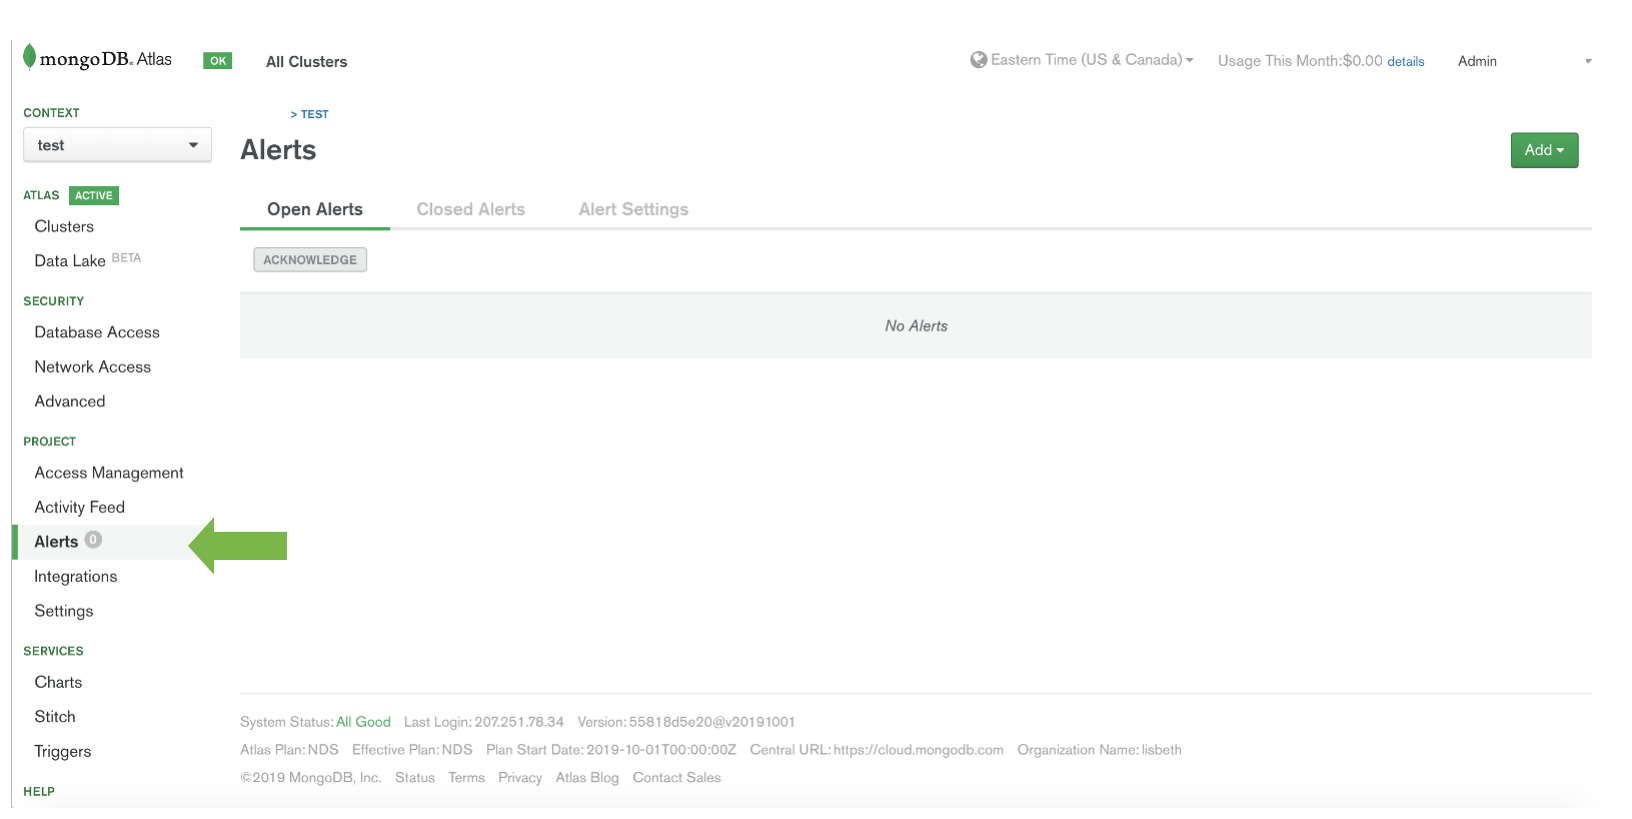 mongoDB. Atlas OK All Clusters Eastern Time (US & Canada) Usage This Month:$0.00 details Admin
CONTEXT
test
ATLAS ACTIVE
Clusters
Data Lake BETA
SECURITY
Database Access
Network Access
Advanced
PROJECT
Access Management
Activity Feed
Alerts 0
Integrations
Settings
SERVICES
Charts
Stitch
Triggers
HELP
> TEST
Alerts
Add
Open Alerts Closed Alerts Alert Settings
ACKNOWLEDGE
No Alerts
System Status: All Good Last Login: 207.251.78.34 Version: 55818d5e20@v20191001
Atlas Plan: NDS Effective Plan: NDS Plan Start Date: 2019-10-01T00:00:00Z Central URL: https://cloud.mongodb.com Organization Name: lisbeth
©2019 MongoDB, Inc. Status Terms Privacy Atlas Blog Contact Sales